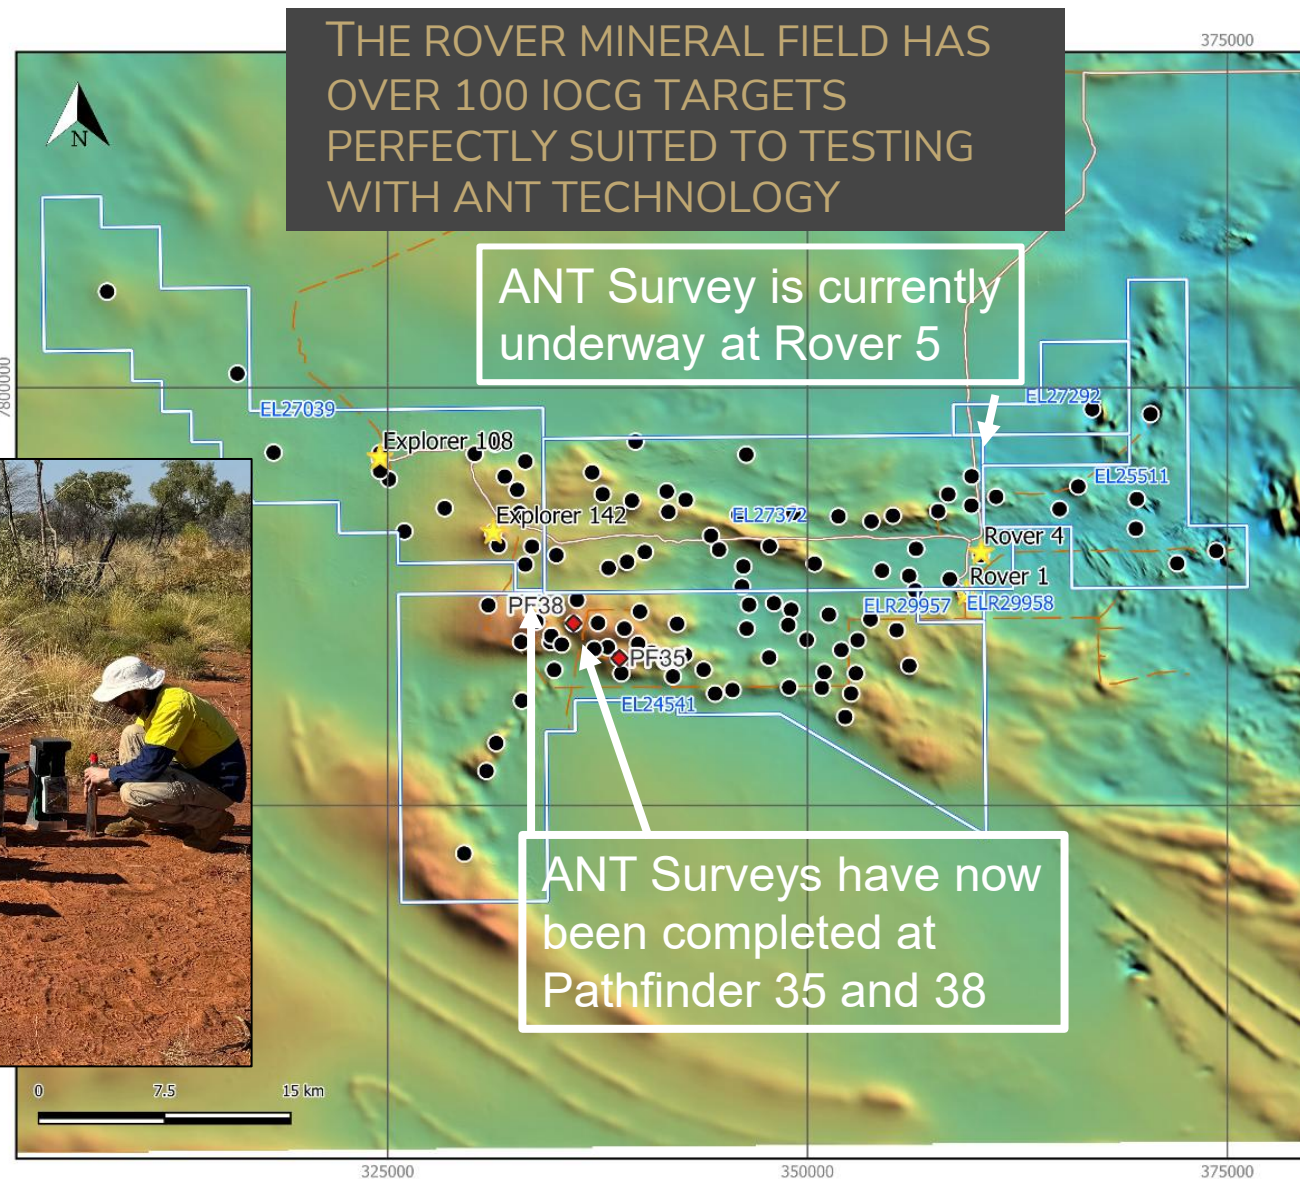 THE ROVER MINERAL FIELD HAS
OVER 100 IOCG TARGETS
PERFECTLY SUITED TO TESTING
WITH ANT TECHNOLOGY
375000
N
ANT Survey is currently
underway at Rover 5
7800000
EL27039
EL27292
Explorer 108
EL25511
Explorer 142
EL27372
Rover 4
Rover 1
PF38
ELR29957
ELR29958
PF35
EL24541
ANT Surveys have now
been completed at
Pathfinder 35 and 38
0 7.5 15 km
325000 350000 375000